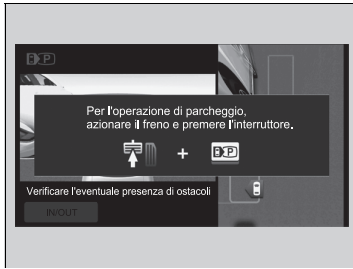 P
Per l'operazione di parcheggio,
azionare il freno e premere l'interruttore.
+ P
Verificare l'eventuale presenza di ostacoli
IN/OUT